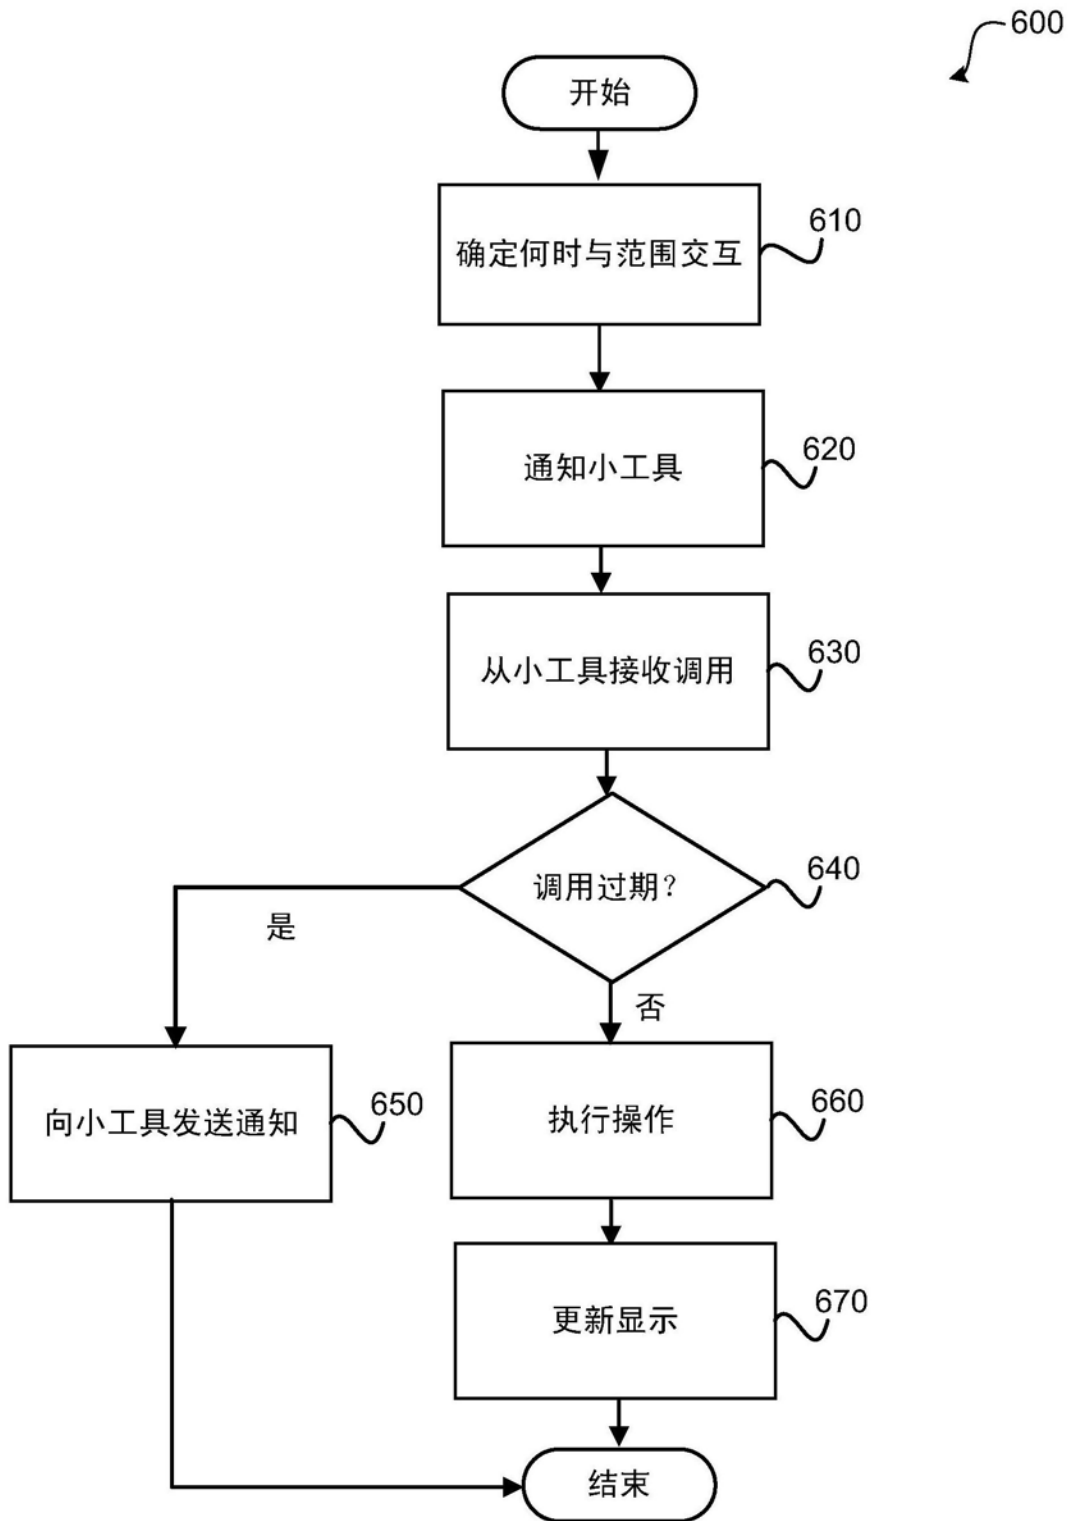 600
开始
确定何时与范围交互
610
通知小工具
620
从小工具接收调用
630
调用过期?
640
是
否
向小工具发送通知
650
执行操作
660
更新显示
670
结束